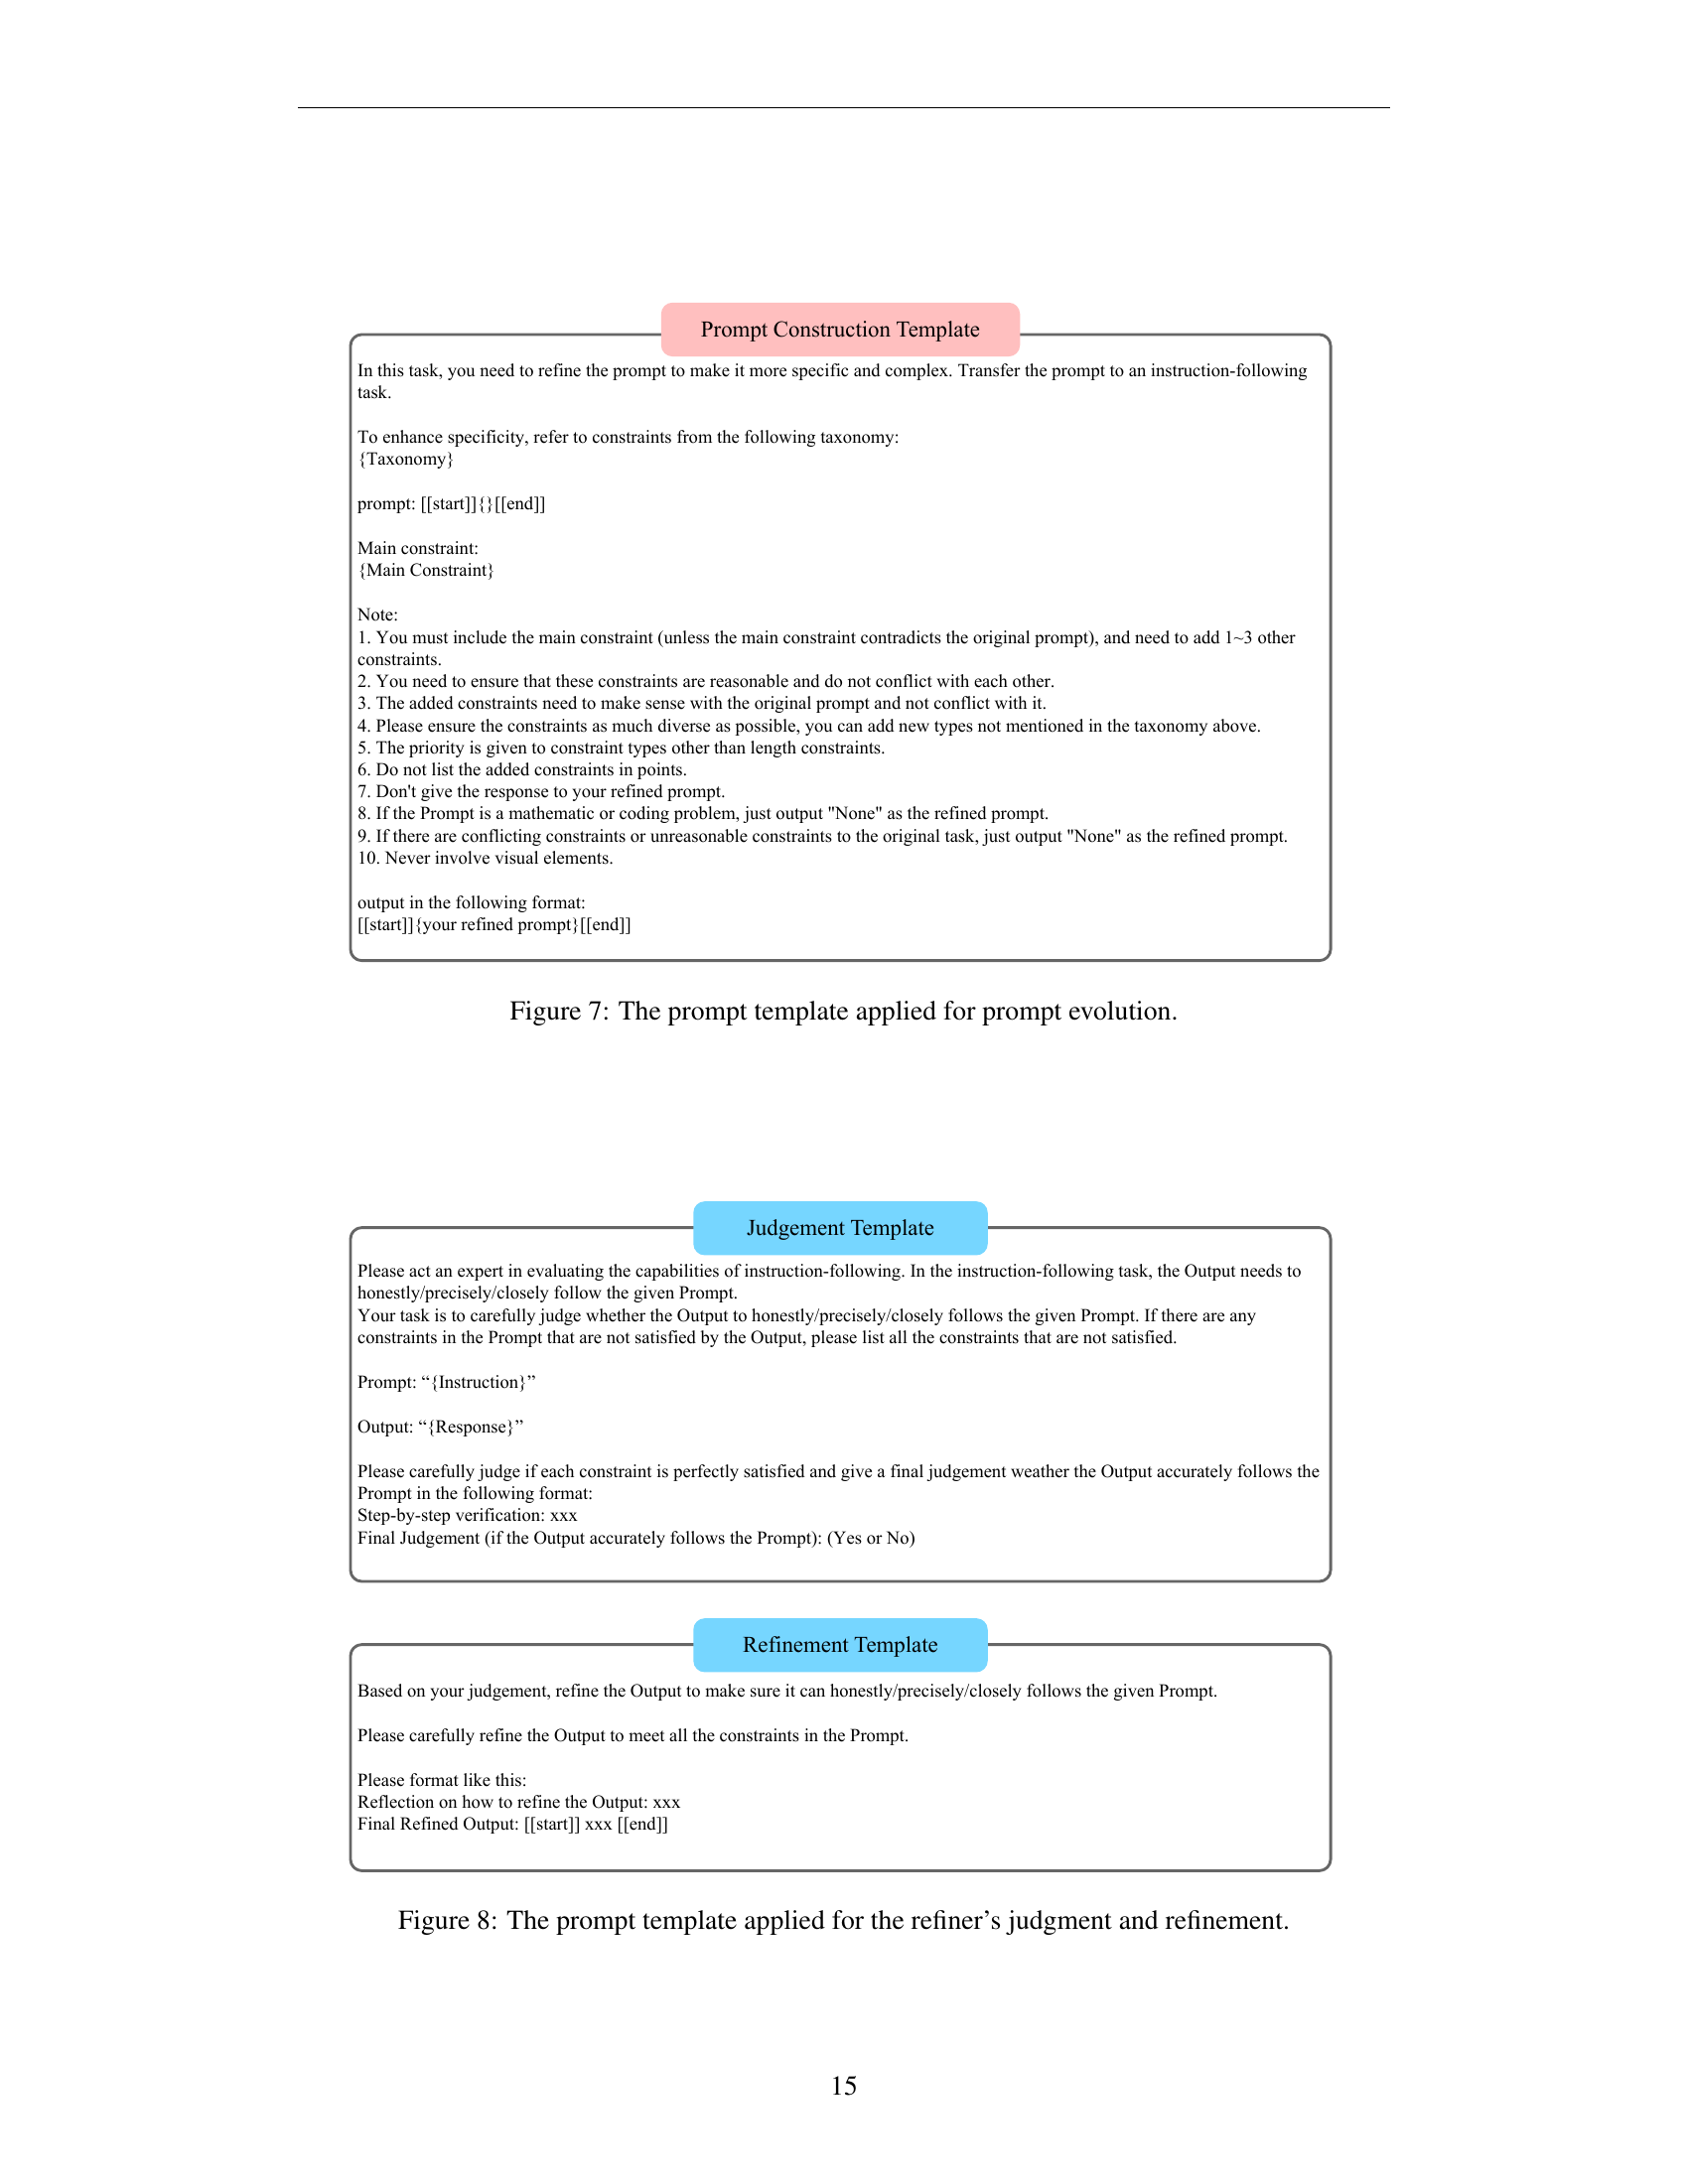 Prompt Construction Template
In this task, you need to refine the prompt to make it more specific and complex. Transfer the prompt to an instruction-following
task.
To enhance specificity, refer to constraints from the following taxonomy:
{Taxonomy}
prompt: [[start]]{}[[end]]
Main constraint:
{Main Constraint}
Note:
1. You must include the main constraint (unless the main constraint contradicts the original prompt), and need to add 1~3 other
constraints.
2. You need to ensure that these constraints are reasonable and do not conflict with each other.
3. The added constraints need to make sense with the original prompt and not conflict with it.
4. Please ensure the constraints as much diverse as possible, you can add new types not mentioned in the taxonomy above.
5. The priority is given to constraint types other than length constraints.
6. Do not list the added constraints in points.
7. Don't give the response to your refined prompt.
8. If the Prompt is a mathematic or coding problem, just output "None" as the refined prompt.
9. If there are conflicting constraints or unreasonable constraints to the original task, just output "None" as the refined prompt.
10. Never involve visual elements.
output in the following format:
[[start]]{your refined prompt}[[end]]
Figure 7: The prompt template applied for prompt evolution.
Judgement Template
Please act an expert in evaluating the capabilities of instruction-following. In the instruction-following task, the Output needs to
honestly/precisely/closely follow the given Prompt.
Your task is to carefully judge whether the Output to honestly/precisely/closely follows the given Prompt. If there are any
constraints in the Prompt that are not satisfied by the Output, please list all the constraints that are not satisfied.
Prompt: “{Instruction}”
Output: “{Response}”
Please carefully judge if each constraint is perfectly satisfied and give a final judgement weather the Output accurately follows the
Prompt in the following format:
Step-by-step verification: xxx
Final Judgement (if the Output accurately follows the Prompt): (Yes or No)
Refinement Template
Based on your judgement, refine the Output to make sure it can honestly/precisely/closely follows the given Prompt.
Please carefully refine the Output to meet all the constraints in the Prompt.
Please format like this:
Reflection on how to refine the Output: xxx
Final Refined Output: [[start]] xxx [[end]]
Figure 8: The prompt template applied for the refiner’s judgment and refinement.
15